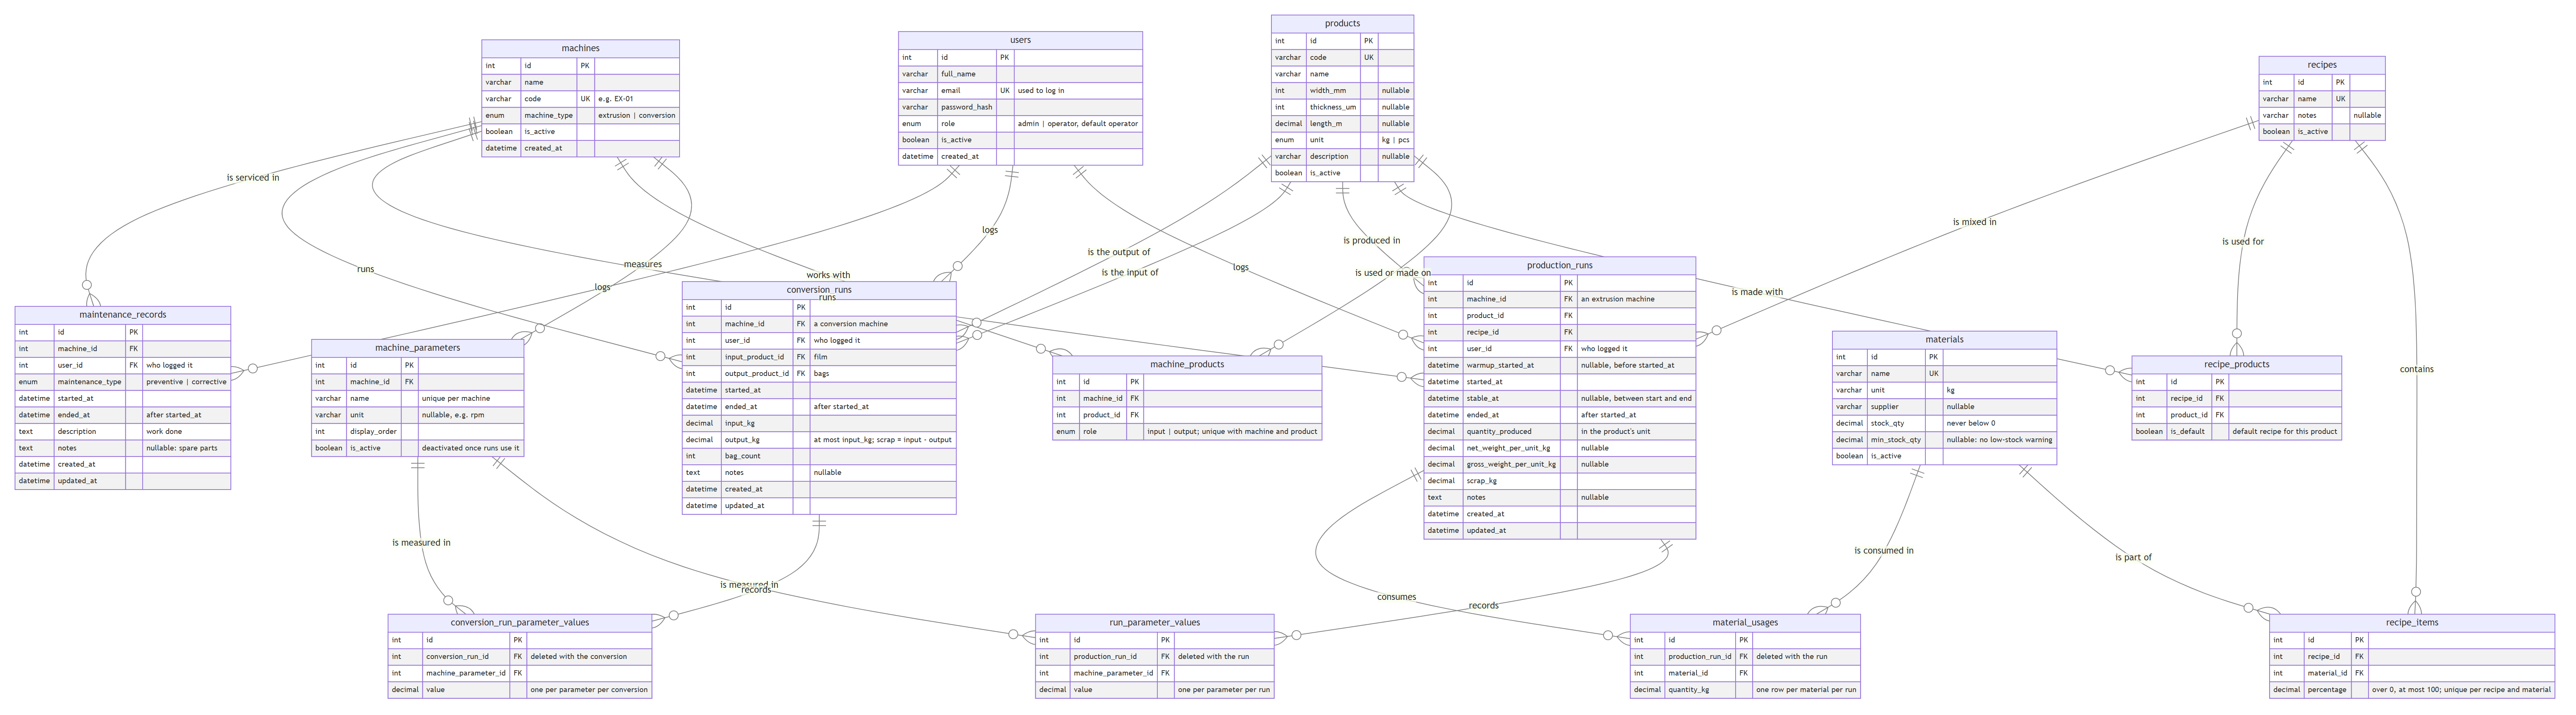 machines
int id PK
varchar name
varchar code UK e.g. EX-01
enum machine_type extrusion | conversion
boolean is_active
datetime created_at
users
int id PK
varchar full_name
varchar email UK used to log in
varchar password_hash
enum role admin | operator, default operator
boolean is_active
datetime created_at
products
int id PK
varchar code UK
varchar name
int width_mm nullable
int thickness_um nullable
decimal length_m nullable
enum unit kg | pcs
varchar description nullable
boolean is_active
recipes
int id PK
varchar name UK
varchar notes nullable
boolean is_active
is serviced in
runs
measures
logs
works with
runs
logs
is the output of
is the input of
logs
is produced in
is used or made on
is made with
is mixed in
is used for
contains
maintenance_records
int id PK
int machine_id FK
int user_id FK who logged it
enum maintenance_type preventive | corrective
datetime started_at
datetime ended_at after started_at
text description work done
text notes nullable: spare parts
datetime created_at
datetime updated_at
machine_parameters
int id PK
int machine_id FK
varchar name unique per machine
varchar unit nullable, e.g. rpm
int display_order
boolean is_active deactivated once runs use it
conversion_runs
int id PK
int machine_id FK a conversion machine
int user_id FK who logged it
int input_product_id FK film
int output_product_id FK bags
datetime started_at
datetime ended_at after started_at
decimal input_kg
decimal output_kg at most input_kg; scrap = input - output
int bag_count
text notes nullable
datetime created_at
datetime updated_at
machine_products
int id PK
int machine_id FK
int product_id FK
enum role input | output; unique with machine and product
production_runs
int id PK
int machine_id FK an extrusion machine
int product_id FK
int recipe_id FK
int user_id FK who logged it
datetime warmup_started_at nullable, before started_at
datetime started_at
datetime stable_at nullable, between start and end
datetime ended_at after started_at
decimal quantity_produced in the product's unit
decimal net_weight_per_unit_kg nullable
decimal gross_weight_per_unit_kg nullable
decimal scrap_kg
text notes nullable
datetime created_at
datetime updated_at
materials
int id PK
varchar name UK
varchar unit kg
varchar supplier nullable
decimal stock_qty never below 0
decimal min_stock_qty nullable: no low-stock warning
boolean is_active
recipe_products
int id PK
int recipe_id FK
int product_id FK
boolean is_default default recipe for this product
is measured in
is measured in
records
consumes
records
is consumed in
is part of
conversion_run_parameter_values
int id PK
int conversion_run_id FK deleted with the conversion
int machine_parameter_id FK
decimal value one per parameter per conversion
run_parameter_values
int id PK
int production_run_id FK deleted with the run
int machine_parameter_id FK
decimal value one per parameter per run
material_usages
int id PK
int production_run_id FK deleted with the run
int material_id FK
decimal quantity_kg one row per material per run
recipe_items
int id PK
int recipe_id FK
int material_id FK
decimal percentage over 0, at most 100; unique per recipe and material